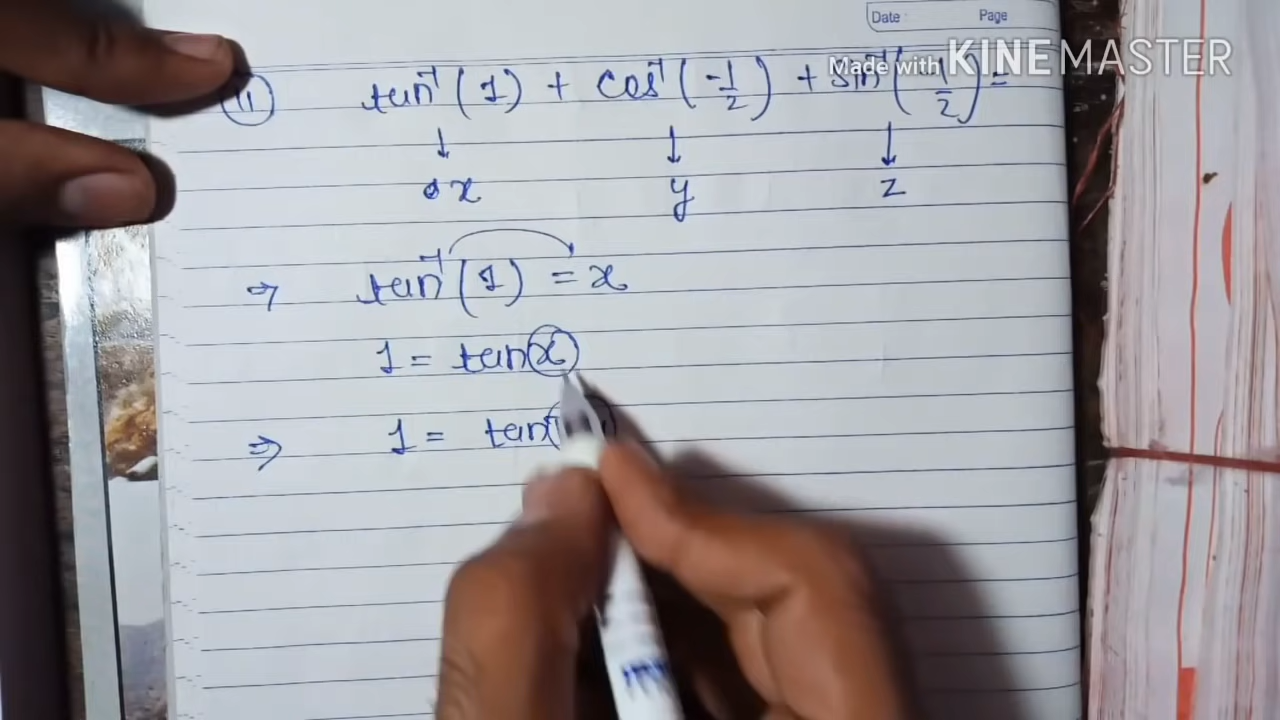 Date Page
Made with KINEMASTER
(ii) tan⁻¹(1) + cos⁻¹(-1/2) + sin⁻¹(-1/2) =
↓ ↓ ↓
x y z
⇒ tan⁻¹(1) = x
1 = tan(x)
⇒ 1 = tan(